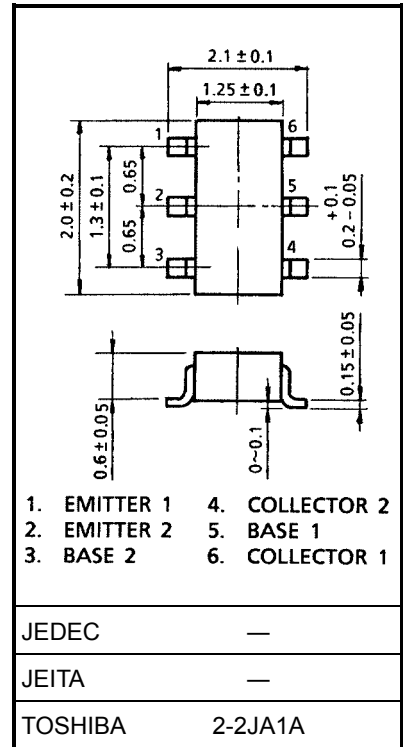 2.1 ± 0.1
1.25 ± 0.1
1
6
2
5
3
4
2.0 ± 0.2
1.3 ± 0.1
0.65
0.65
+0.1
0.2 – 0.05
0.6 ± 0.05
0~0.1
0.15 ± 0.05
1. EMITTER 1 4. COLLECTOR 2
2. EMITTER 2 5. BASE 1
3. BASE 2 6. COLLECTOR 1
JEDEC —
JEITA —
TOSHIBA 2-2JA1A